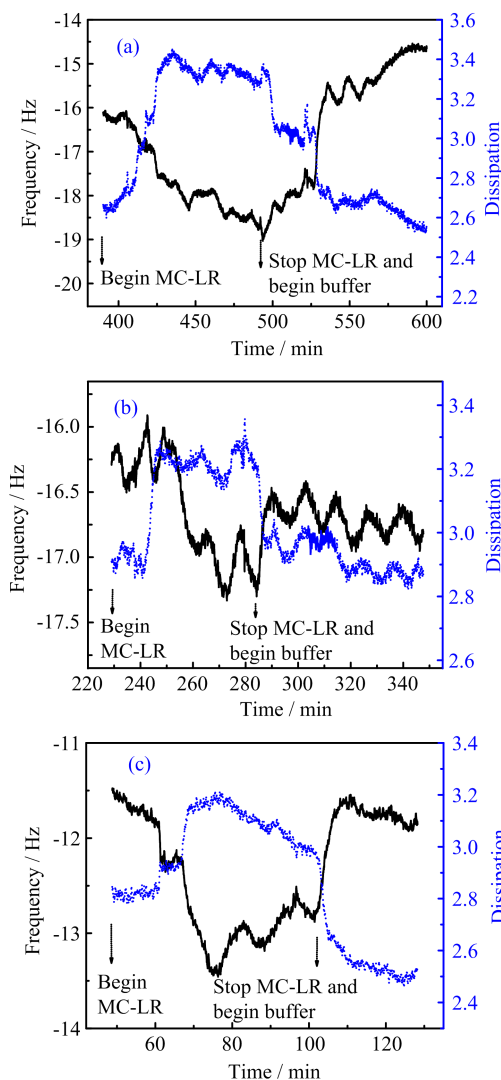 (a)
Frequency / Hz
-14
-15
-16
-17
-18
-19
-20
3.6
3.4
3.2
3.0
2.8
2.6
2.4
2.2
Dissipation
Begin MC-LR
Stop MC-LR and
begin buffer
400 450 500 550 600
Time / min
(b)
Frequency / Hz
-16.0
-16.5
-17.0
-17.5
3.4
3.2
3.0
2.8
2.6
Dissipation
Begin
MC-LR
Stop MC-LR and
begin buffer
220 240 260 280 300 320 340
Time / min
(c)
Frequency / Hz
-11
-12
-13
-14
3.4
3.2
3.0
2.8
2.6
2.4
Dissipation
Begin
MC-LR
Stop MC-LR and
begin buffer
60 80 100 120
Time / min